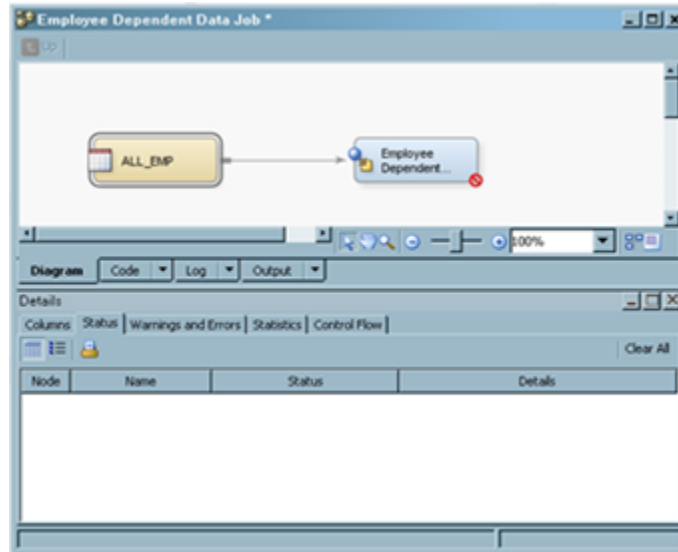 Employee Dependent Data Job *
Up
ALL_EMP
Employee
Dependent...
100%
Diagram Code Log Output
Details
Columns Status Warnings and Errors Statistics Control Flow
Clear All
Node Name Status Details